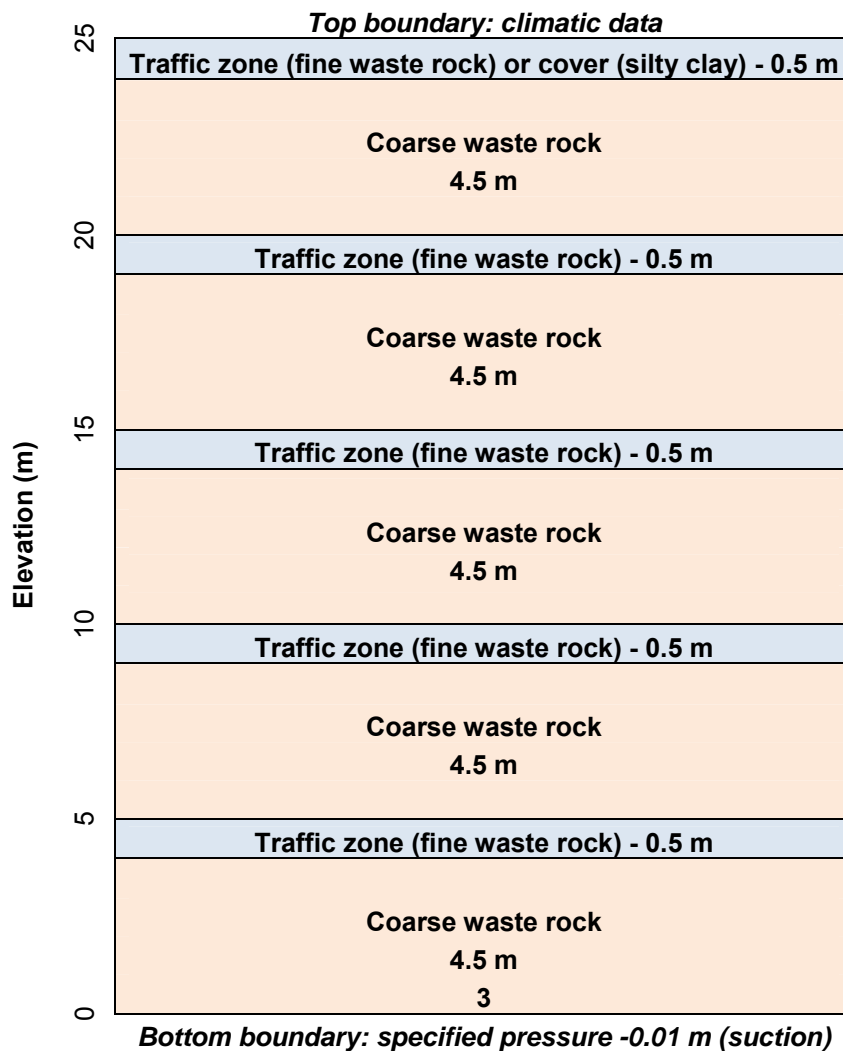 Top boundary: climatic data
25
Traffic zone (fine waste rock) or cover (silty clay) - 0.5 m
Coarse waste rock
4.5 m
20
Traffic zone (fine waste rock) - 0.5 m
Coarse waste rock
4.5 m
15
Traffic zone (fine waste rock) - 0.5 m
Elevation (m)
Coarse waste rock
4.5 m
10
Traffic zone (fine waste rock) - 0.5 m
Coarse waste rock
4.5 m
5
Traffic zone (fine waste rock) - 0.5 m
Coarse waste rock
4.5 m
3
0
Bottom boundary: specified pressure -0.01 m (suction)